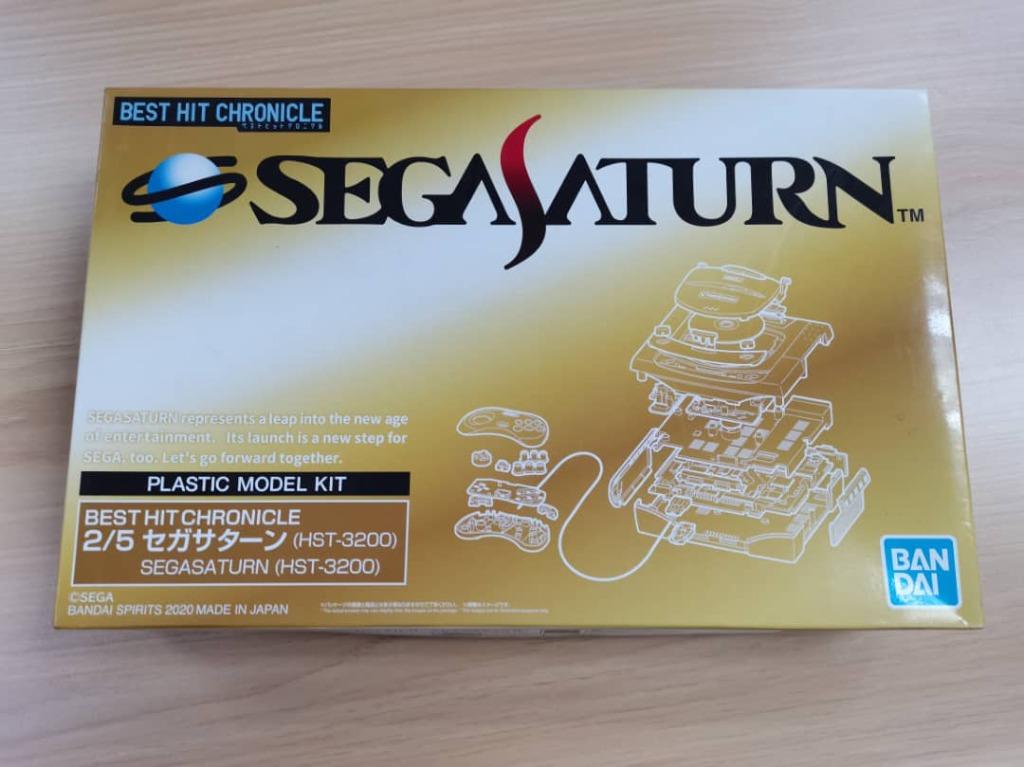 BEST HIT CHRONICLE
ベストヒットクロニクル
SEGASATURN™
SEGASATURN represents a leap into the new age
of entertainment. Its launch is a new step for
SEGA, too. Let's go forward together.
PLASTIC MODEL KIT
BEST HIT CHRONICLE
2/5 セガサターン (HST-3200)
SEGASATURN (HST-3200)
©SEGA
BANDAI SPIRITS 2020 MADE IN JAPAN
BAN
DAI